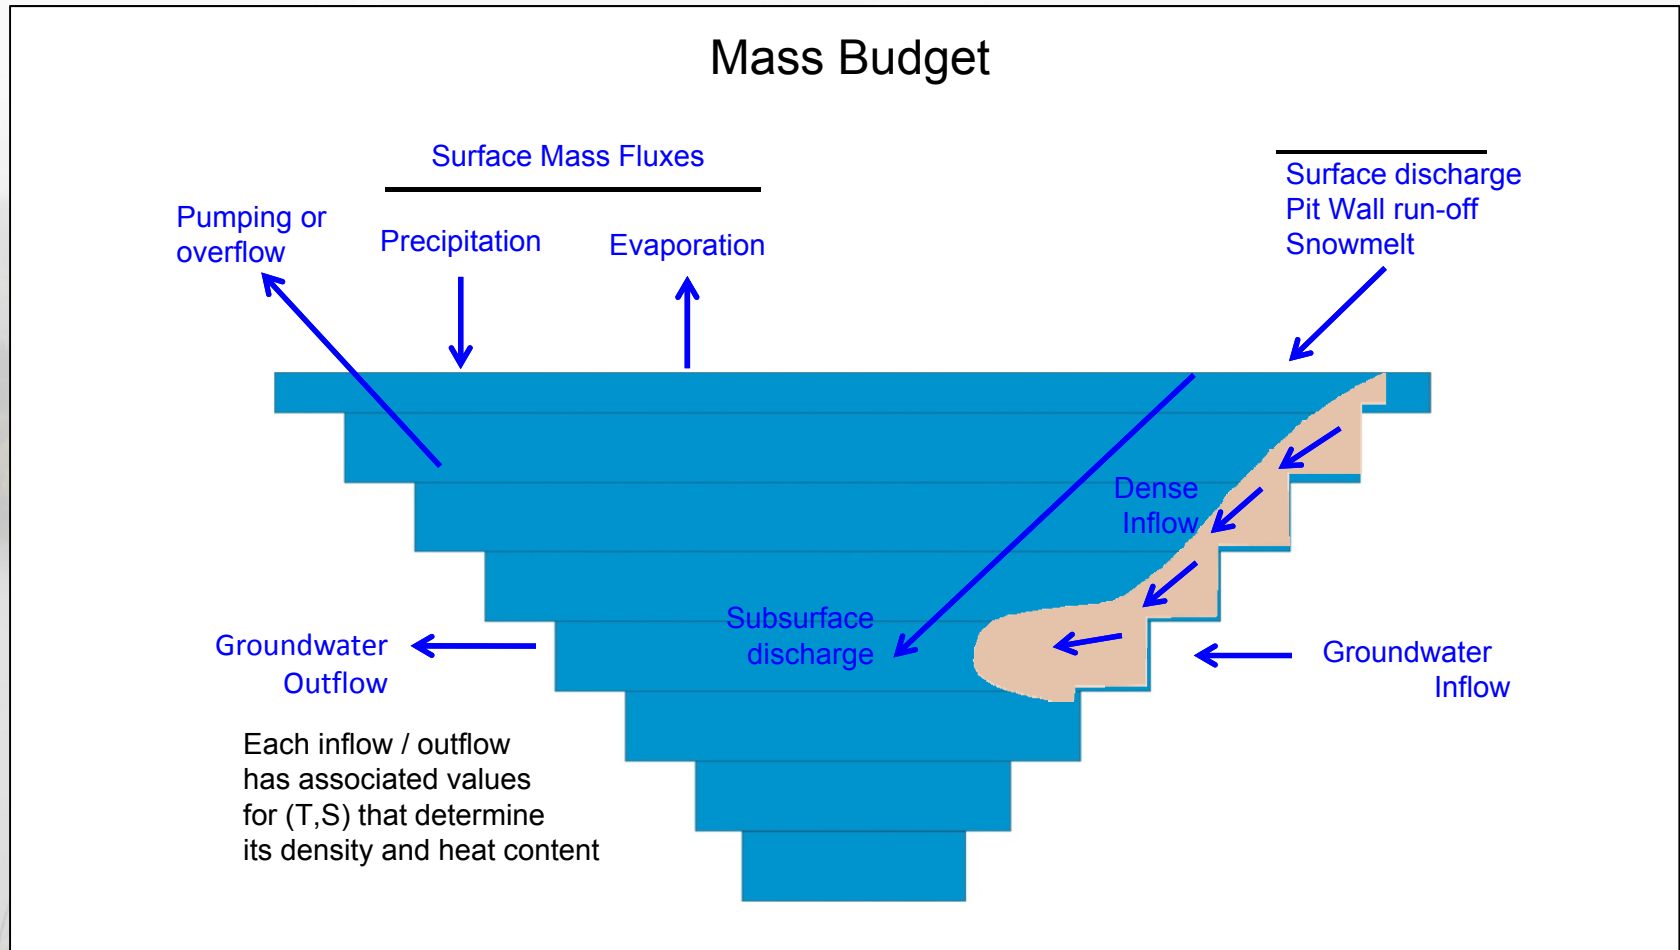 Mass Budget
Surface Mass Fluxes
Pumping or
overflow
Precipitation
Evaporation
Surface discharge
Pit Wall run-off
Snowmelt
Dense
Inflow
Subsurface
discharge
Groundwater
Outflow
Groundwater
Inflow
Each inflow / outflow
has associated values
for (T,S) that determine
its density and heat content